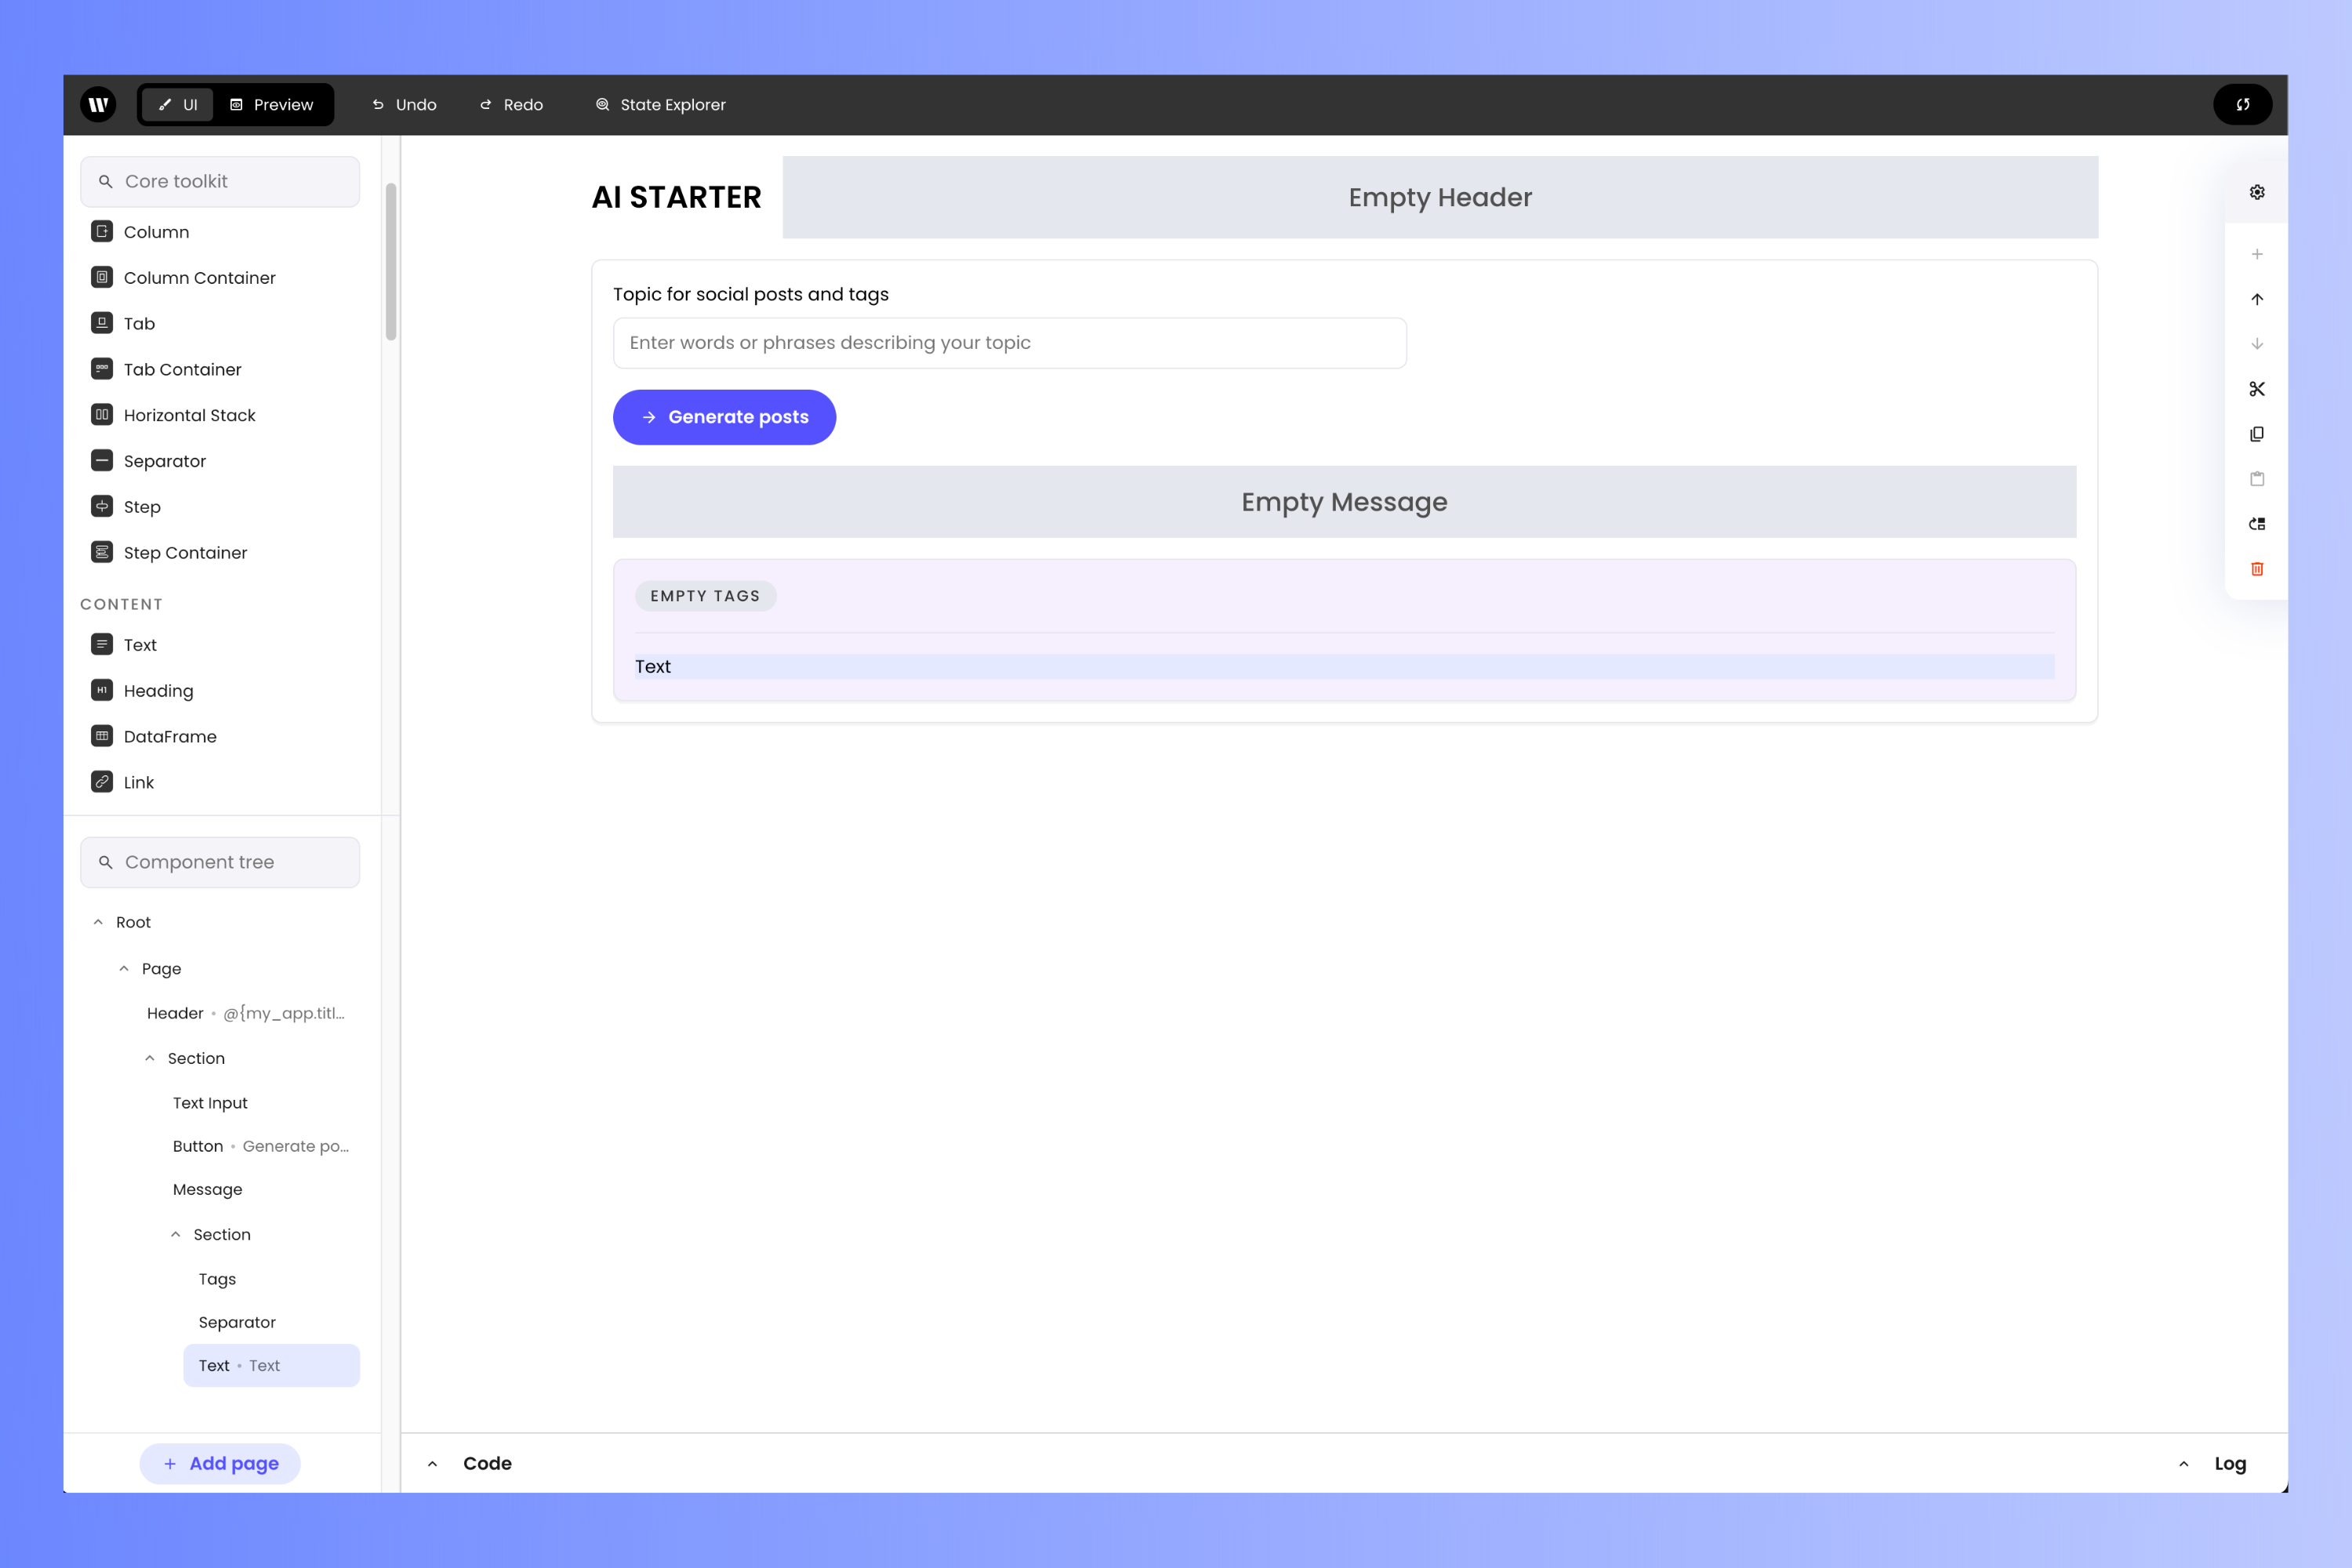 UI
Preview
Undo
Redo
State Explorer
Core toolkit
Column
Column Container
Tab
Tab Container
Horizontal Stack
Separator
Step
Step Container
CONTENT
Text
H1 Heading
DataFrame
Link
Component tree
Root
Page
Header • @{my_app.titl...
Section
Text Input
Button • Generate po...
Message
Section
Tags
Separator
Text • Text
+ Add page
AI STARTER
Empty Header
Topic for social posts and tags
Enter words or phrases describing your topic
Generate posts
Empty Message
EMPTY TAGS
Text
Code
Log